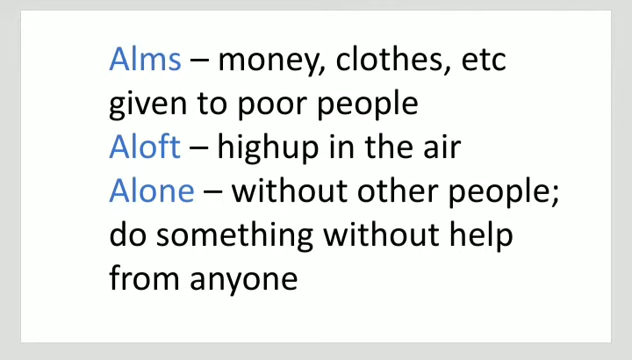 Alms – money, clothes, etc
given to poor people
Aloft – highup in the air
Alone – without other people;
do something without help
from anyone